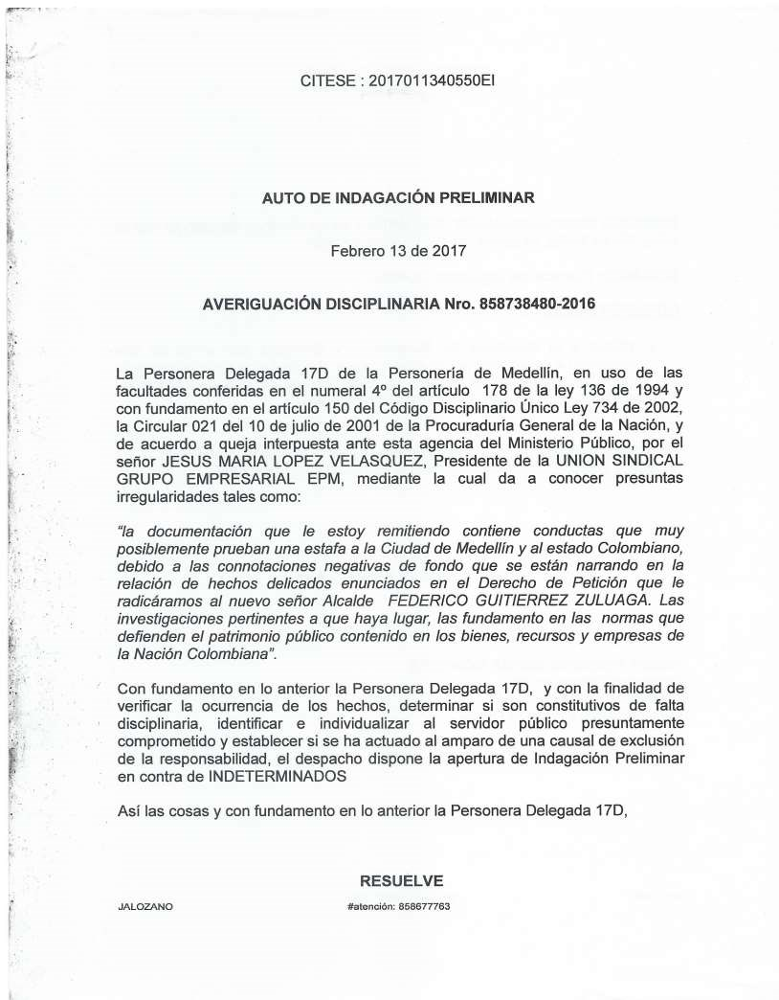 CITESE : 2017011340550EI
AUTO DE INDAGACIÓN PRELIMINAR
Febrero 13 de 2017
AVERIGUACIÓN DISCIPLINARIA Nro. 858738480-2016
La Personera Delegada 17D de la Personería de Medellín, en uso de las
facultades conferidas en el numeral 4º del artículo 178 de la ley 136 de 1994 y
con fundamento en el artículo 150 del Código Disciplinario Único Ley 734 de 2002,
la Circular 021 del 10 de julio de 2001 de la Procuraduría General de la Nación, y
de acuerdo a queja interpuesta ante esta agencia del Ministerio Público, por el
señor JESUS MARIA LOPEZ VELASQUEZ, Presidente de la UNION SINDICAL
GRUPO EMPRESARIAL EPM, mediante la cual da a conocer presuntas
irregularidades tales como:
"la documentación que le estoy remitiendo contiene conductas que muy
posiblemente prueban una estafa a la Ciudad de Medellín y al estado Colombiano,
debido a las connotaciones negativas de fondo que se están narrando en la
relación de hechos delicados enunciados en el Derecho de Petición que le
radicáramos al nuevo señor Alcalde FEDERICO GUITIERREZ ZULUAGA. Las
investigaciones pertinentes a que haya lugar, las fundamento en las normas que
defienden el patrimonio público contenido en los bienes, recursos y empresas de
la Nación Colombiana".
Con fundamento en lo anterior la Personera Delegada 17D, y con la finalidad de
verificar la ocurrencia de los hechos, determinar si son constitutivos de falta
disciplinaria, identificar e individualizar al servidor público presuntamente
comprometido y establecer si se ha actuado al amparo de una causal de exclusión
de la responsabilidad, el despacho dispone la apertura de Indagación Preliminar
en contra de INDETERMINADOS
Así las cosas y con fundamento en lo anterior la Personera Delegada 17D,
RESUELVE
JALOZANO #atención: 858677763